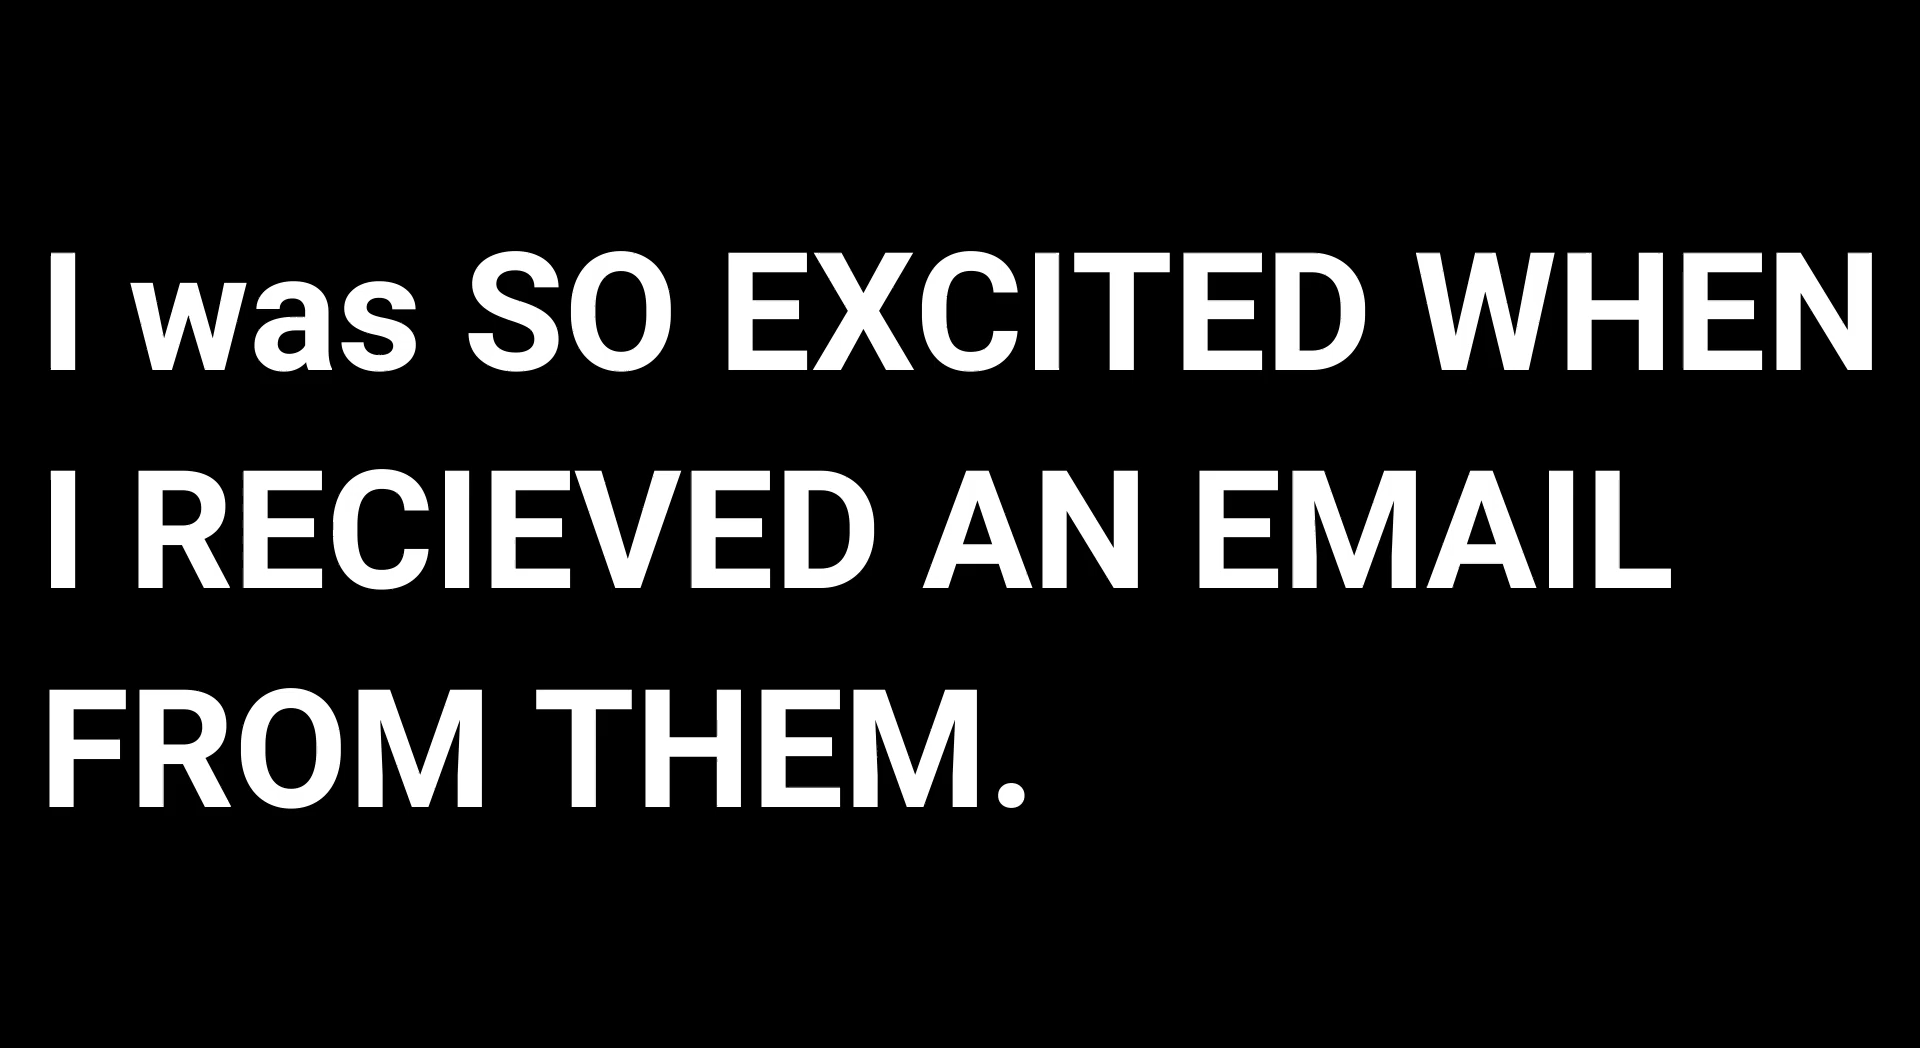 I was SO EXCITED WHEN
I RECIEVED AN EMAIL
FROM THEM.